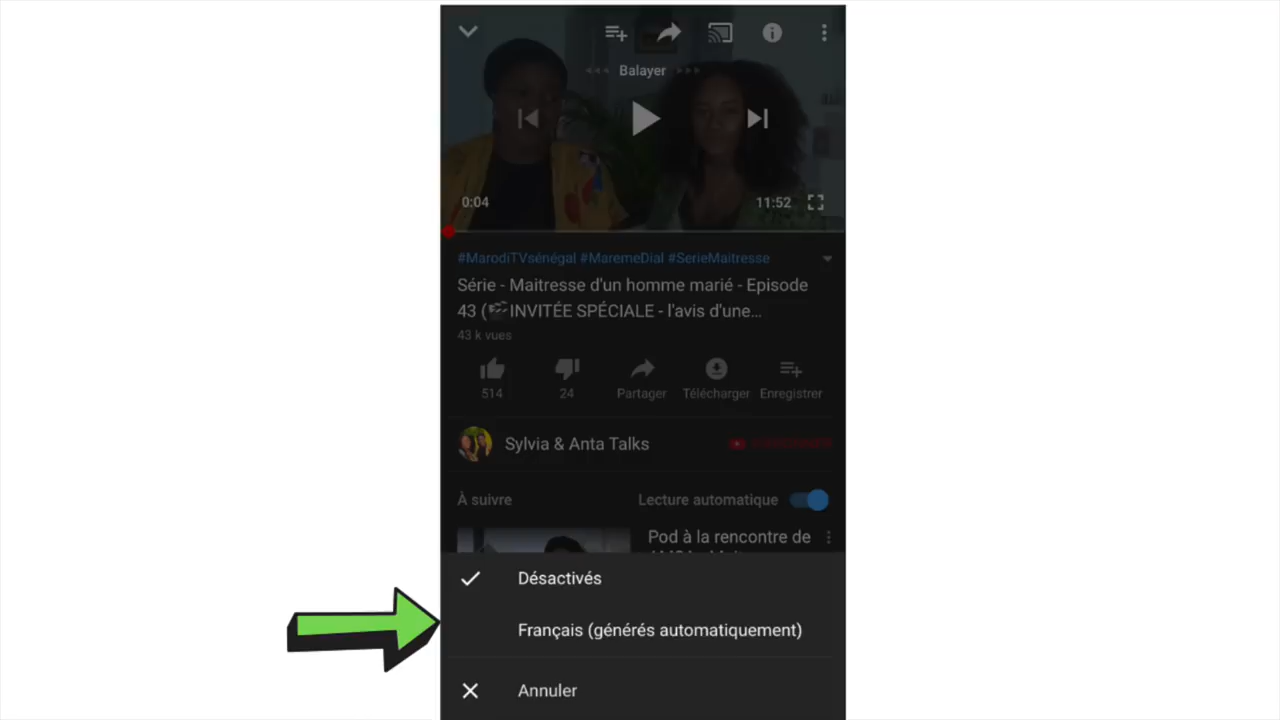 Balayer
0:04
11:52
#MarodiTVsénégal #MaremeDial #SerieMaitresse
Série - Maitresse d'un homme marié - Episode
43 (🎬INVITÉE SPÉCIALE - l'avis d'une…
43 k vues
514
24
Partager
Télécharger
Enregistrer
Sylvia & Anta Talks
À suivre
Lecture automatique
Pod à la rencontre de
Désactivés
Français (générés automatiquement)
Annuler